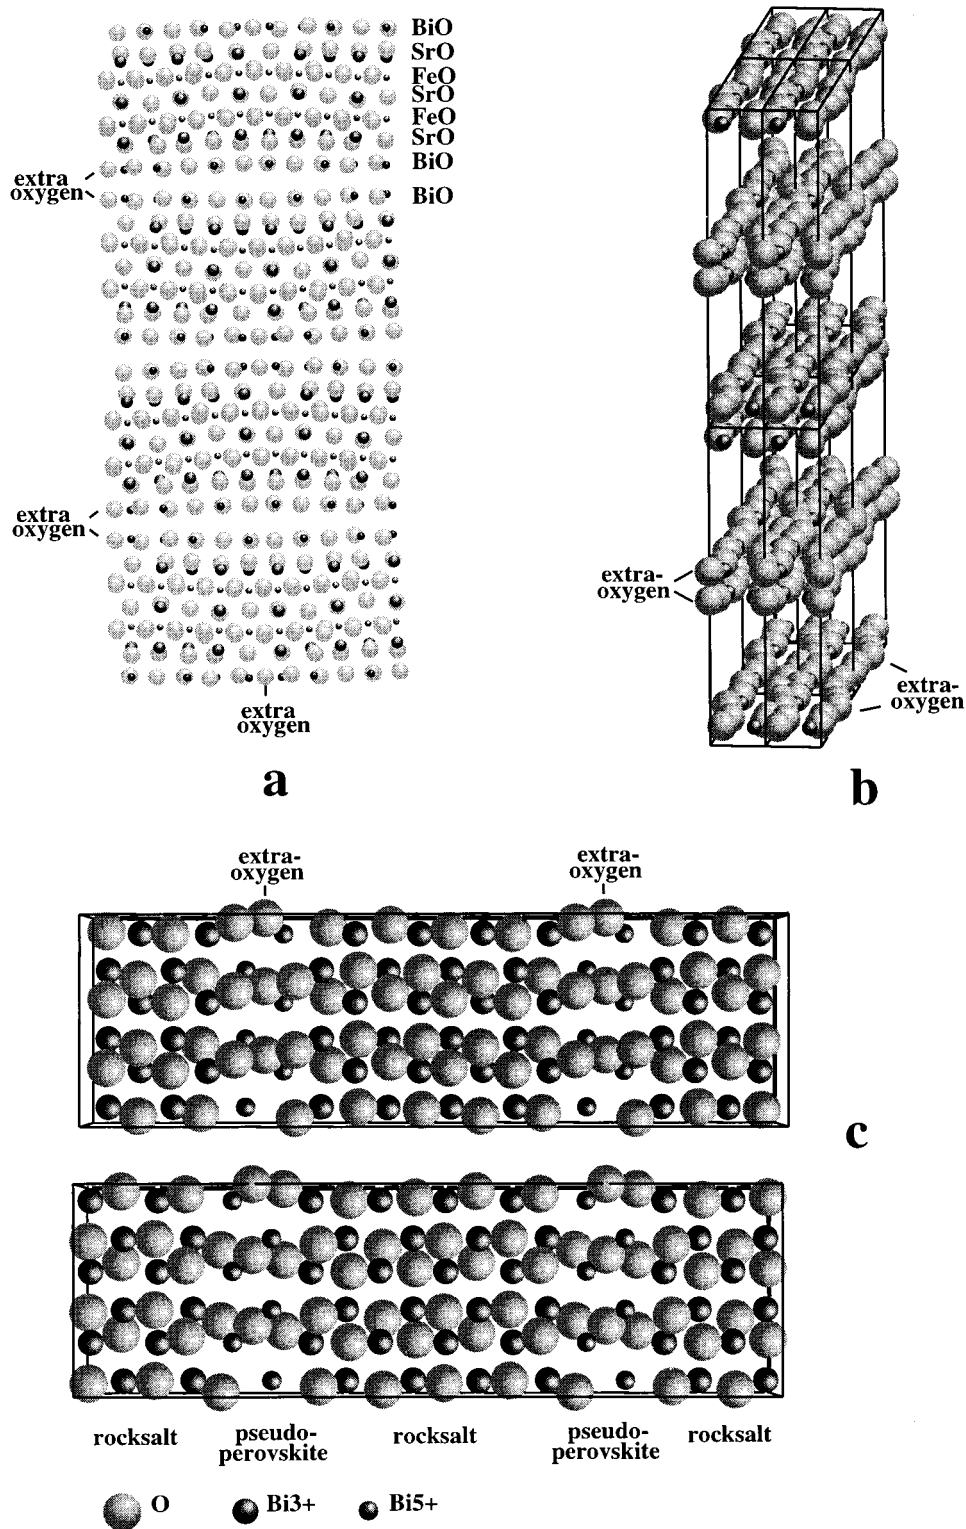 BiO
SrO
FeO
SrO
FeO
SrO
BiO
BiO
extra
oxygen
extra
oxygen
extra
oxygen
a
extra-
oxygen
extra-
oxygen
b
extra-
oxygen
extra-
oxygen
c
rocksalt
pseudo-
perovskite
rocksalt
pseudo-
perovskite
rocksalt
O
Bi3+
Bi5+